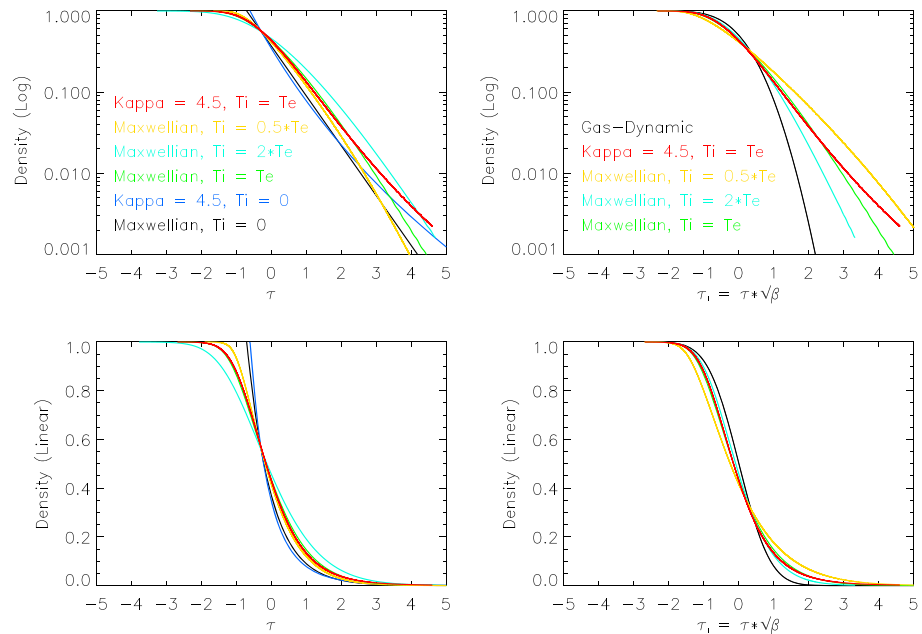 1.000
0.100
0.010
0.001
Density (Log)
Kappa = 4.5, Ti = Te
Maxwellian, Ti = 0.5*Te
Maxwellian, Ti = 2*Te
Maxwellian, Ti = Te
Kappa = 4.5, Ti = 0
Maxwellian, Ti = 0
−5 −4 −3 −2 −1 0 1 2 3 4 5
τ
1.000
0.100
0.010
0.001
Density (Log)
Gas−Dynamic
Kappa = 4.5, Ti = Te
Maxwellian, Ti = 0.5*Te
Maxwellian, Ti = 2*Te
Maxwellian, Ti = Te
−5 −4 −3 −2 −1 0 1 2 3 4 5
τ, = τ*√β
1.0
0.8
0.6
0.4
0.2
0.0
Density (Linear)
−5 −4 −3 −2 −1 0 1 2 3 4 5
τ
1.0
0.8
0.6
0.4
0.2
0.0
Density (Linear)
−5 −4 −3 −2 −1 0 1 2 3 4 5
τ, = τ*√β